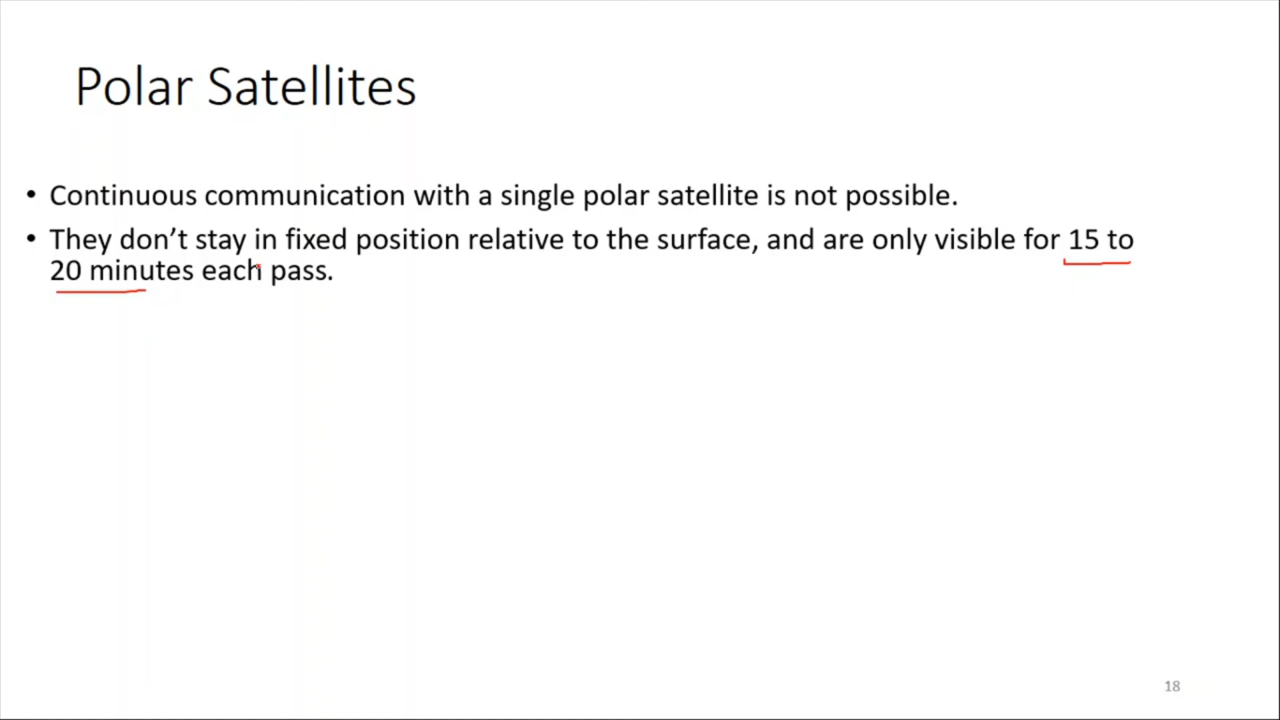 Polar Satellites
• Continuous communication with a single polar satellite is not possible.
• They don’t stay in fixed position relative to the surface, and are only visible for 15 to
20 minutes each pass.
18